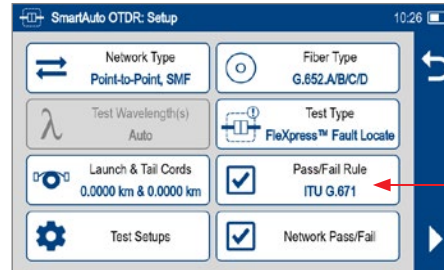 SmartAuto OTDR: Setup 10:26
Network Type
Point-to-Point, SMF
Fiber Type
G.652.A/B/C/D
Test Wavelength(s)
Auto
Test Type
FleXpress™ Fault Locate
Launch & Tail Cords
0.0000 km & 0.0000 km
Pass/Fail Rule
ITU G.671
Test Setups
Network Pass/Fail